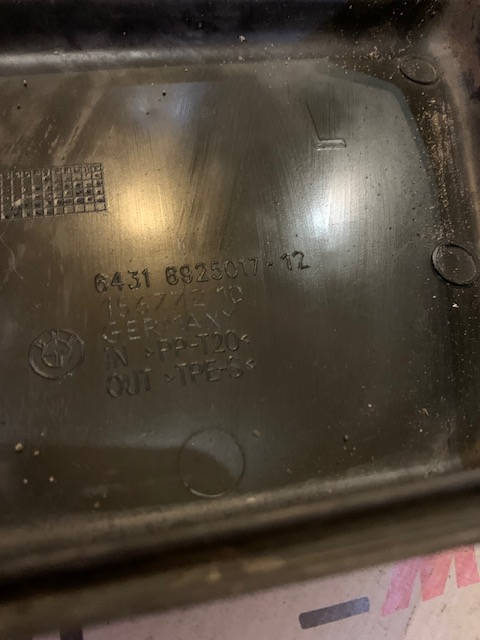 L
6431 6925017-12
GERMANY
IN >PP-T20<
OUT >TPE-S<
M